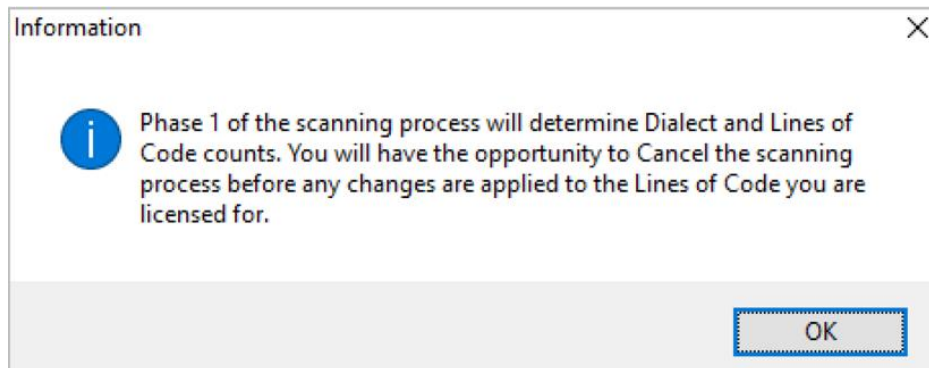 Information
Phase 1 of the scanning process will determine Dialect and Lines of
Code counts. You will have the opportunity to Cancel the scanning
process before any changes are applied to the Lines of Code you are
licensed for.
OK